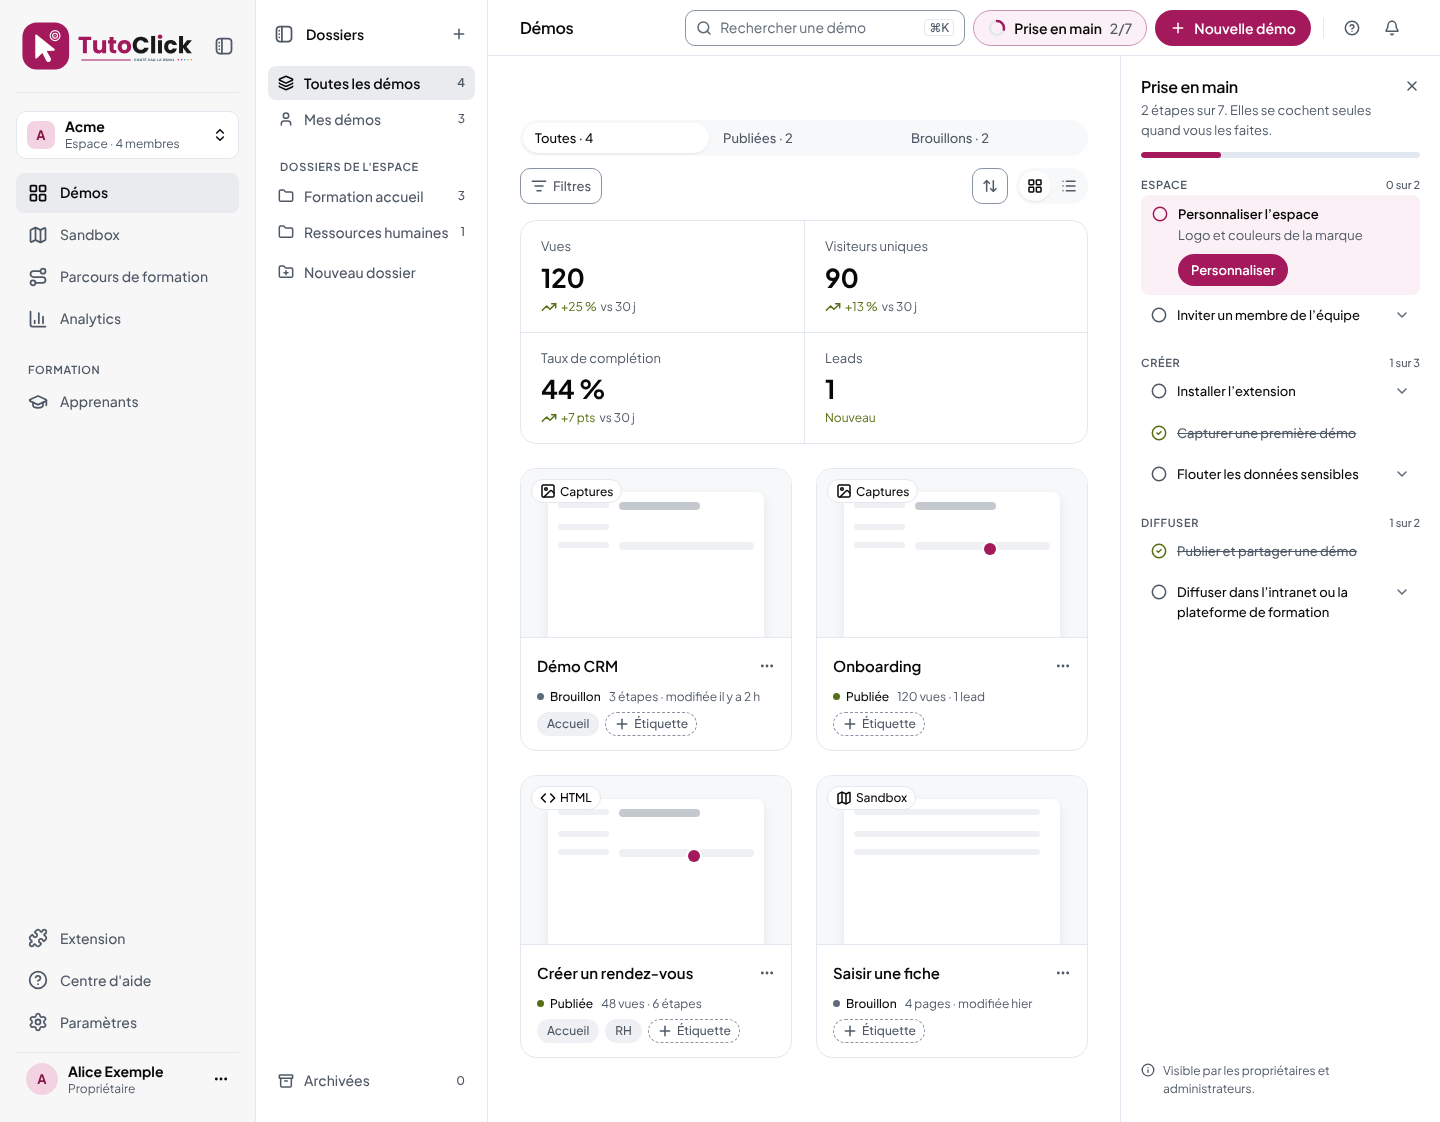 TutoClick
Acme
Espace · 4 membres
Démos
Sandbox
Parcours de formation
Analytics
FORMATION
Apprenants
Extension
Centre d'aide
Paramètres
A
Alice Exemple
Propriétaire
A
Dossiers
Toutes les démos 4
Mes démos 3
DOSSIERS DE L'ESPACE
Formation accueil 3
Ressources humaines 1
Nouveau dossier
Archivées 0
Démos
Rechercher une démo ⌘K
Prise en main 2/7
+ Nouvelle démo
Toutes · 4
Publiées · 2
Brouillons · 2
Filtres
Vues
120
+25 % vs 30 j
Visiteurs uniques
90
+13 % vs 30 j
Taux de complétion
44 %
+7 pts vs 30 j
Leads
1
Nouveau
Captures
Démo CRM
Brouillon 3 étapes · modifiée il y a 2 h
Accueil + Étiquette
Captures
Onboarding
Publiée 120 vues · 1 lead
+ Étiquette
HTML
Créer un rendez-vous
Publiée 48 vues · 6 étapes
Accueil RH + Étiquette
Sandbox
Saisir une fiche
Brouillon 4 pages · modifiée hier
+ Étiquette
Prise en main
2 étapes sur 7. Elles se cochent seules
quand vous les faites.
ESPACE 0 sur 2
Personnaliser l'espace
Logo et couleurs de la marque
Personnaliser
Inviter un membre de l'équipe
CRÉER 1 sur 3
Installer l'extension
Capturer une première démo
Flouter les données sensibles
DIFFUSER 1 sur 2
Publier et partager une démo
Diffuser dans l'intranet ou la
plateforme de formation
Visible par les propriétaires et
administrateurs.